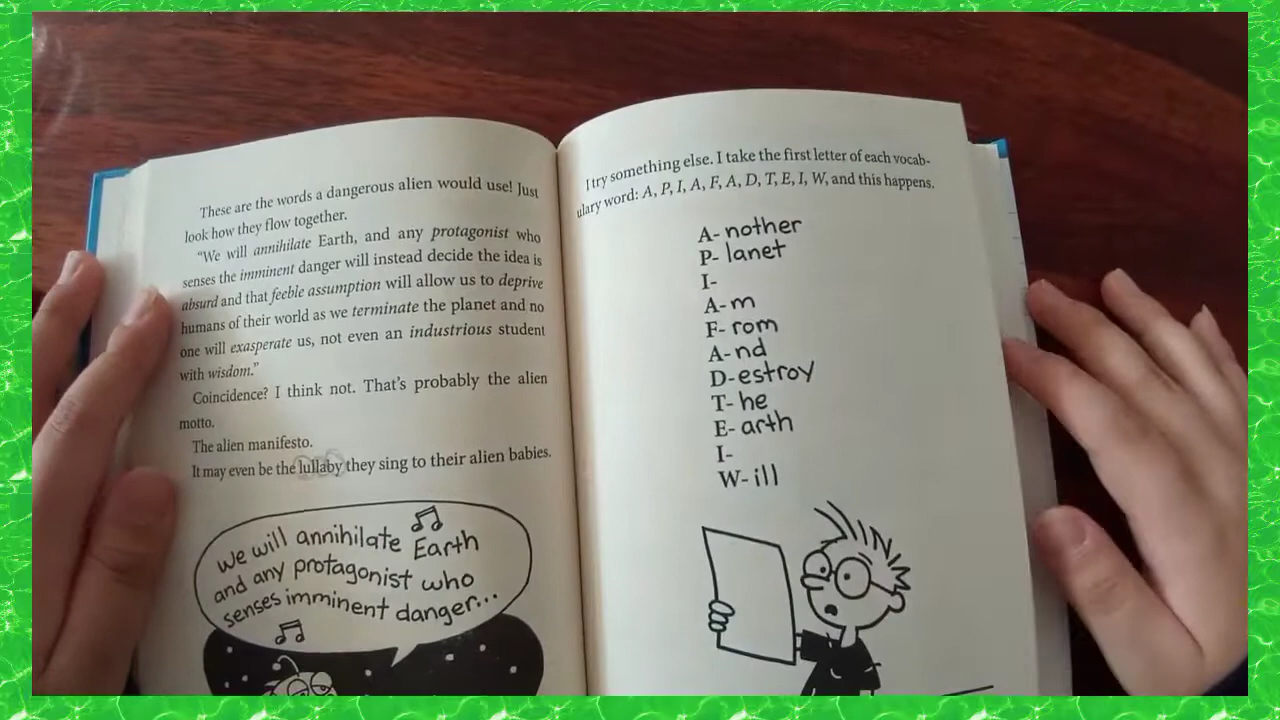 These are the words a dangerous alien would use! Just
look how they flow together.
"We will annihilate Earth, and any protagonist who
senses the imminent danger will instead decide the idea is
absurd and that feeble assumption will allow us to deprive
humans of their world as we terminate the planet and no
one will exasperate us, not even an industrious student
with wisdom."
Coincidence? I think not. That's probably the alien
motto.
The alien manifesto.
It may even be the lullaby they sing to their alien babies.
We will annihilate Earth
and any protagonist who
senses imminent danger...
I try something else. I take the first letter of each vocab-
ulary word: A, P, I, A, F, A, D, T, E, I, W, and this happens.
A- nother
P- lanet
I-
A- m
F- rom
A- nd
D- estroy
T- he
E- arth
I-
W- ill